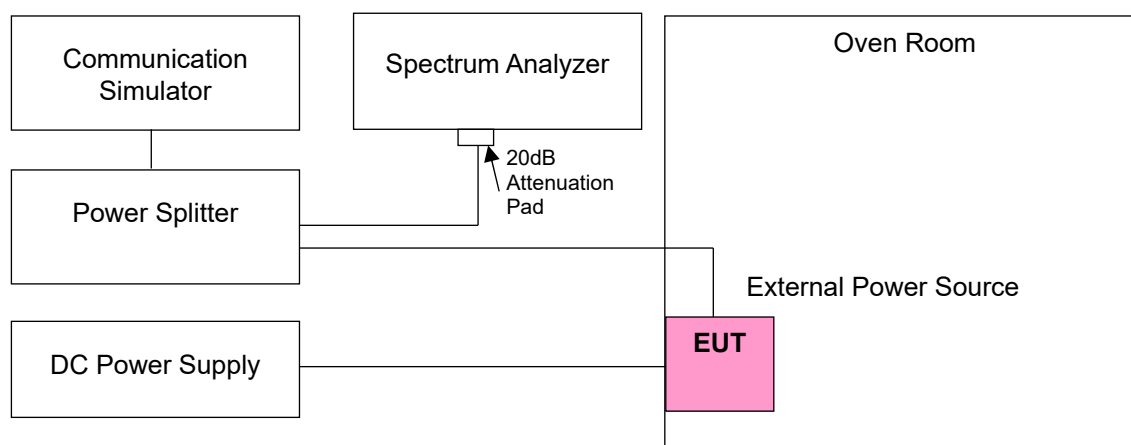 Communication
Simulator
Spectrum Analyzer
Oven Room
20dB
Attenuation
Pad
Power Splitter
External Power Source
EUT
DC Power Supply